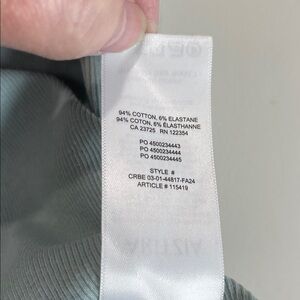 94% COTTON, 6% ELASTANE
94% COTTON, 6% ÉLASTHANNE
CA 23725 RN 122354
PO 4500234443
PO 4500234444
PO 4500234445
STYLE #
CRBE 03-01-44817-FA24
ARTICLE # 115419